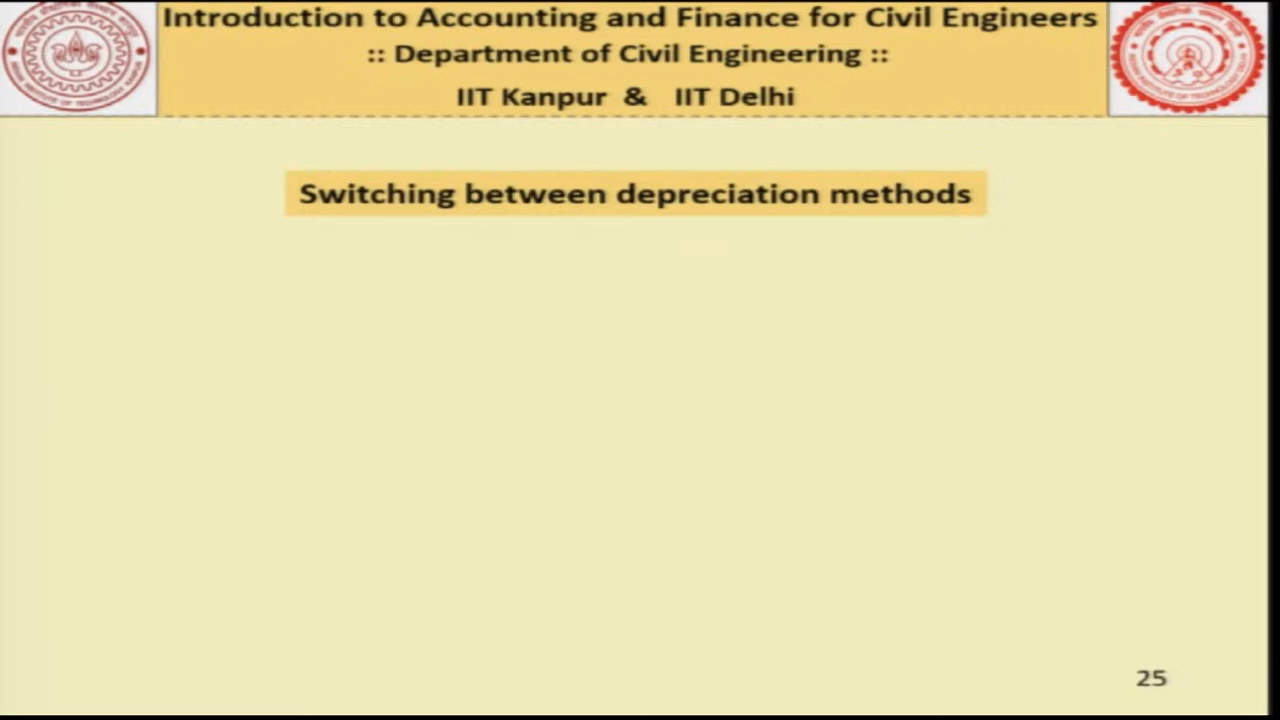 Introduction to Accounting and Finance for Civil Engineers
:: Department of Civil Engineering ::
IIT Kanpur & IIT Delhi
Switching between depreciation methods
25